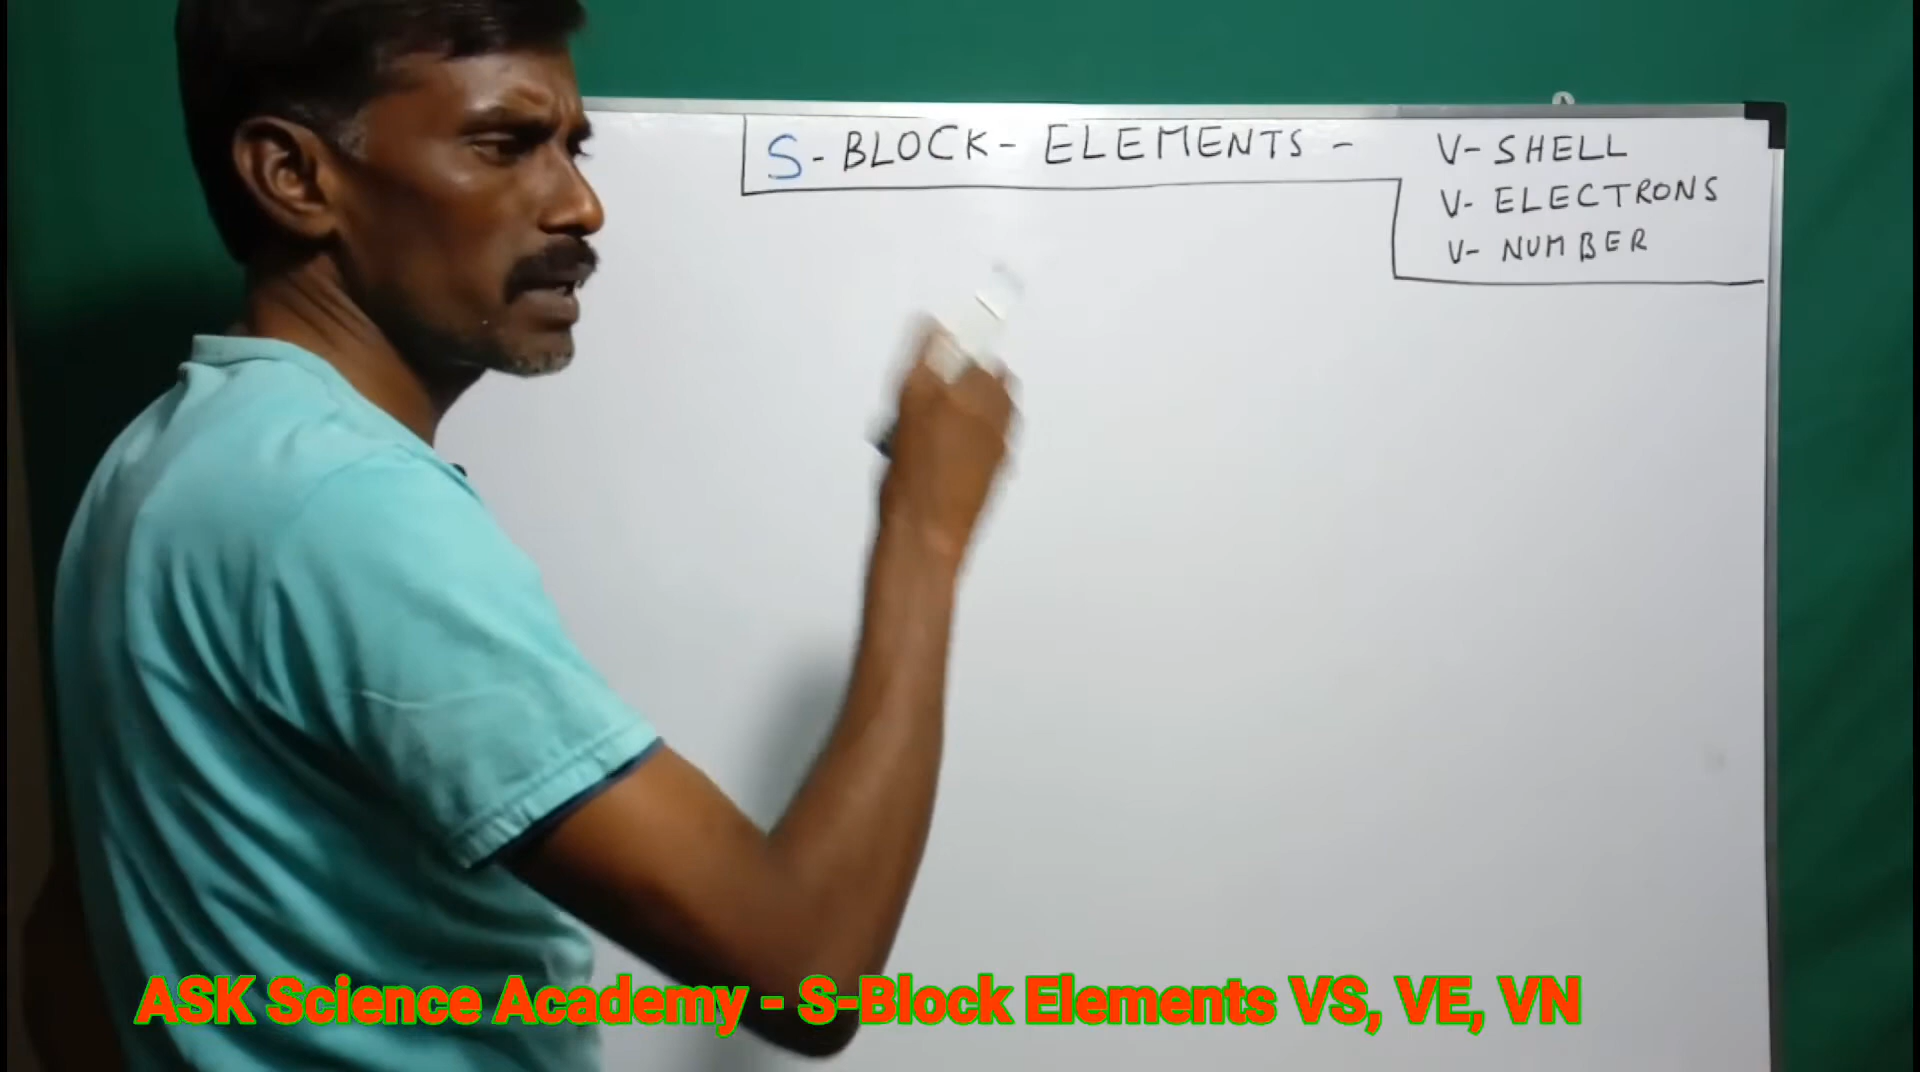 S - BLOCK - ELEMENTS -
V- SHELL
V- ELECTRONS
V- NUMBER
ASK Science Academy - S-Block Elements VS, VE, VN